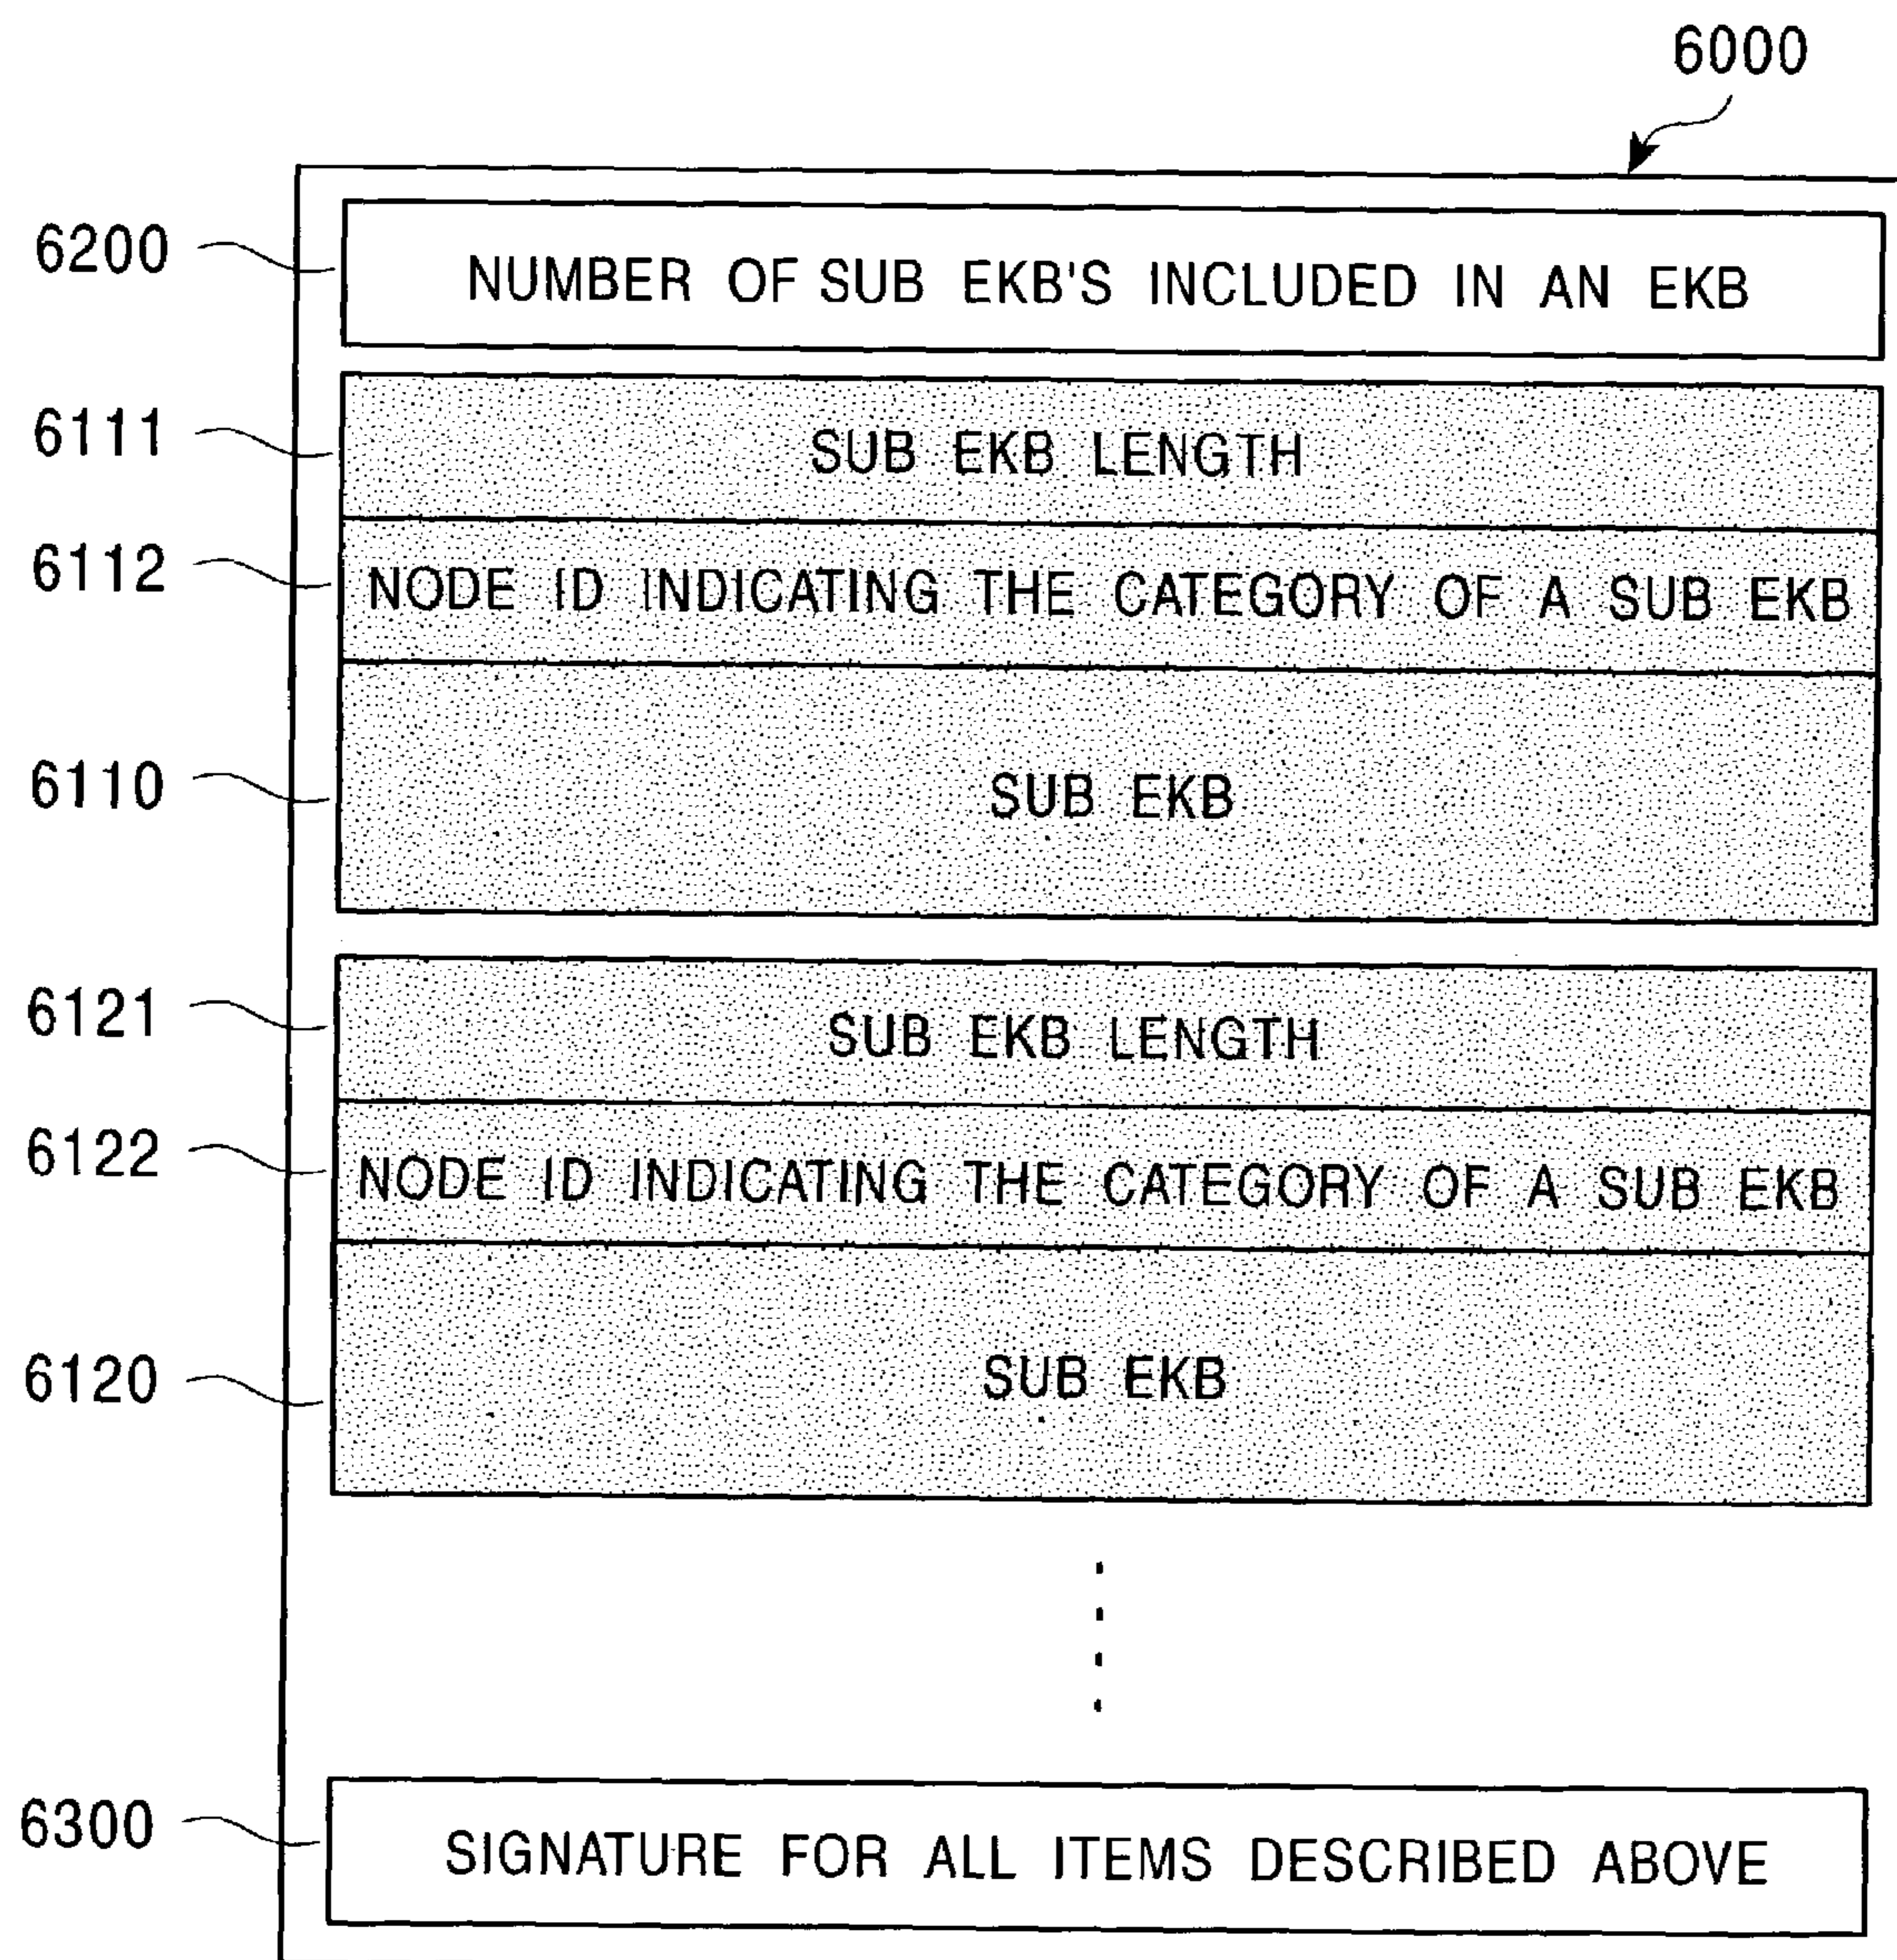 6000
6200 NUMBER OF SUB EKB'S INCLUDED IN AN EKB
6111 SUB EKB LENGTH
6112 NODE ID INDICATING THE CATEGORY OF A SUB EKB
6110 SUB EKB
6121 SUB EKB LENGTH
6122 NODE ID INDICATING THE CATEGORY OF A SUB EKB
6120 SUB EKB
6300 SIGNATURE FOR ALL ITEMS DESCRIBED ABOVE